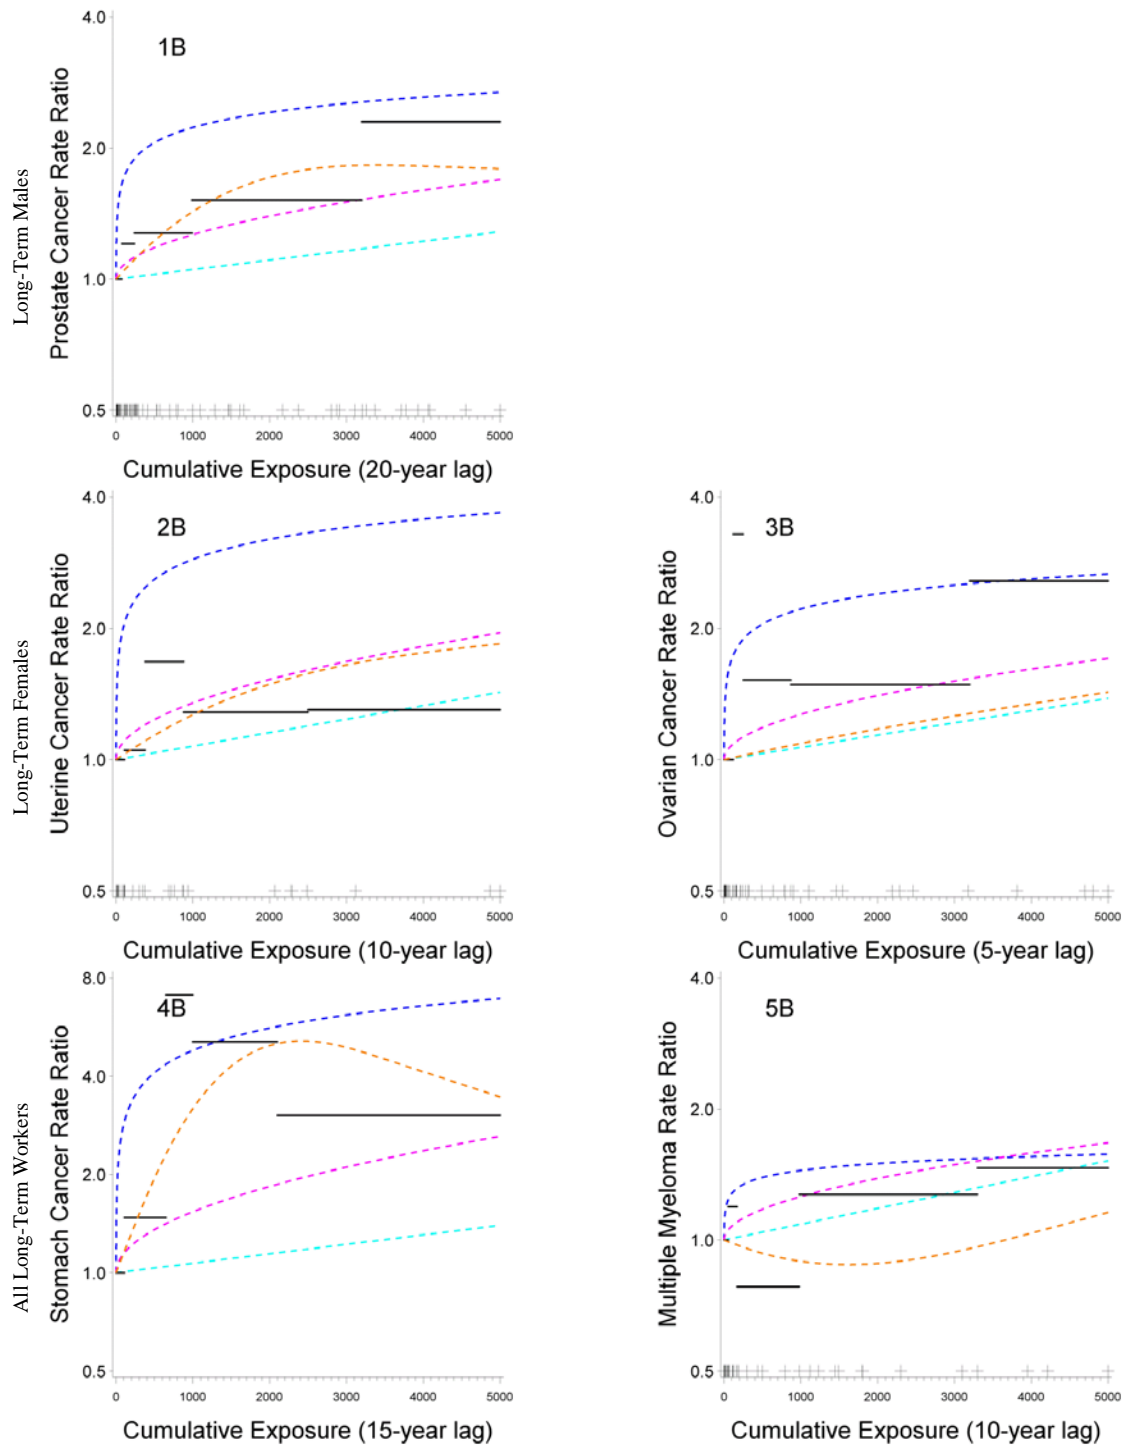 Long-Term Males
Prostate Cancer Rate Ratio
1B
4.0
2.0
1.0
0.5
0 1000 2000 3000 4000 5000
Cumulative Exposure (20-year lag)
Long-Term Females
Uterine Cancer Rate Ratio
2B
4.0
2.0
1.0
0.5
0 1000 2000 3000 4000 5000
Cumulative Exposure (10-year lag)
Ovarian Cancer Rate Ratio
3B
4.0
2.0
1.0
0.5
0 1000 2000 3000 4000 5000
Cumulative Exposure (5-year lag)
All Long-Term Workers
Stomach Cancer Rate Ratio
4B
8.0
4.0
2.0
1.0
0.5
0 1000 2000 3000 4000 5000
Cumulative Exposure (15-year lag)
Multiple Myeloma Rate Ratio
5B
4.0
2.0
1.0
0.5
0 1000 2000 3000 4000 5000
Cumulative Exposure (10-year lag)